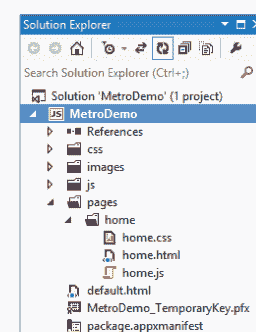 Solution Explorer
Search Solution Explorer (Ctrl+;)
Solution 'MetroDemo' (1 project)
JS MetroDemo
References
css
images
js
pages
home
home.css
home.html
home.js
default.html
MetroDemo_TemporaryKey.pfx
package.appxmanifest